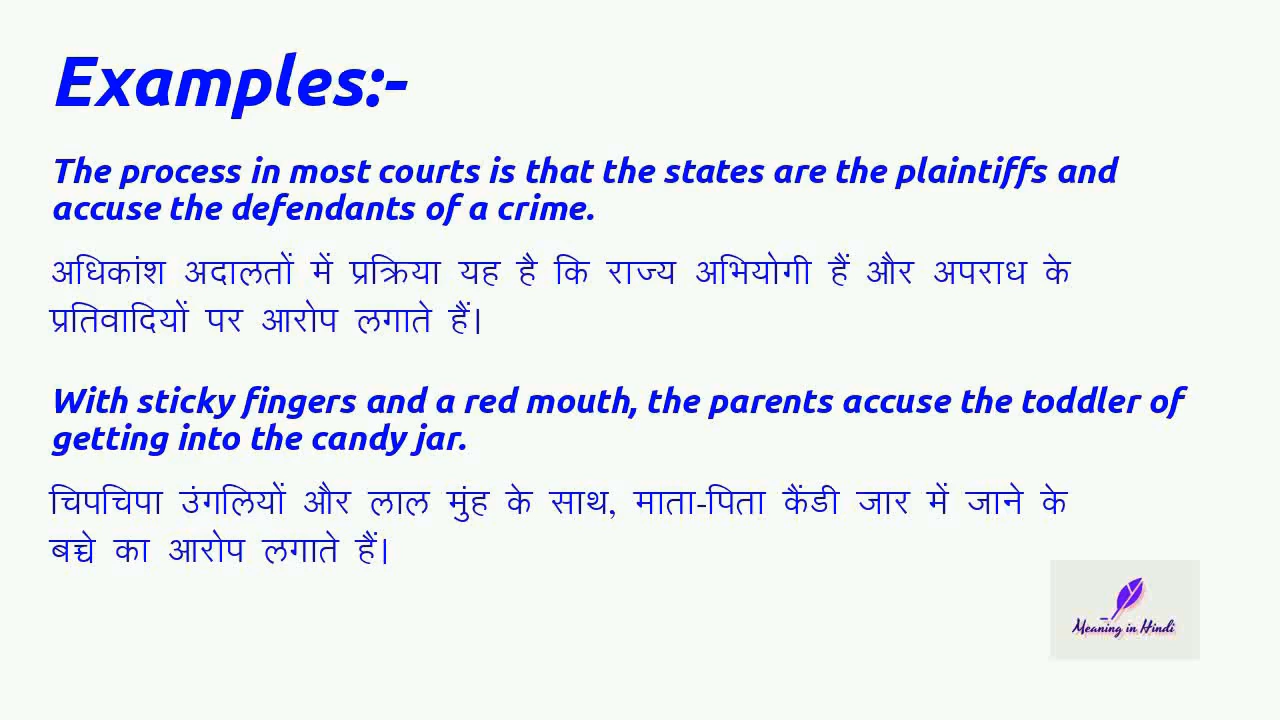 Examples:-
The process in most courts is that the states are the plaintiffs and
accuse the defendants of a crime.
अधिकांश अदालतों में प्रक्रिया यह है कि राज्य अभियोगी हैं और अपराध के
प्रतिवादियों पर आरोप लगाते हैं।
With sticky fingers and a red mouth, the parents accuse the toddler of
getting into the candy jar.
चिपचिपा उंगलियों और लाल मुंह के साथ, माता-पिता कैंडी जार में जाने के
बच्चे का आरोप लगाते हैं।
Meaning in Hindi